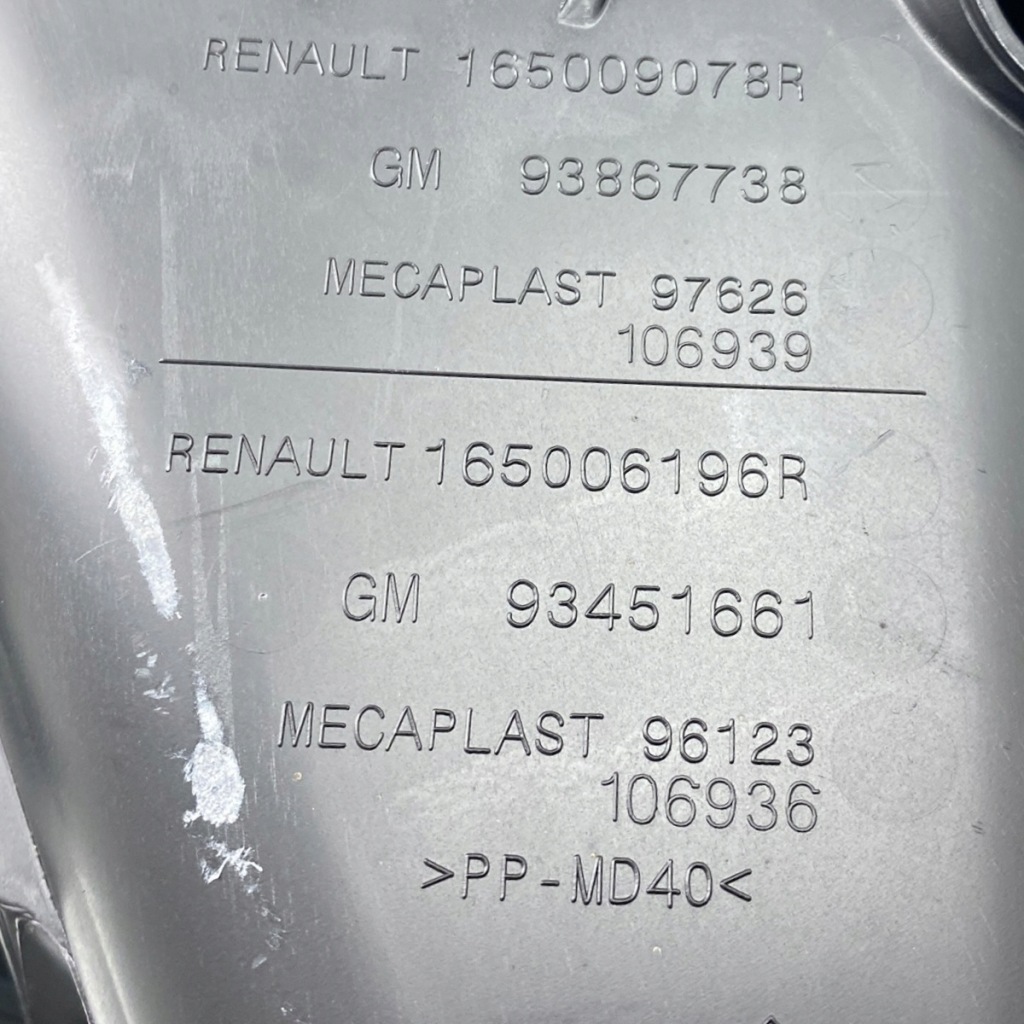 RENAULT 165009078R
GM 93867738
MECAPLAST 97626
106939
RENAULT 165006196R
GM 93451661
MECAPLAST 96123
106936
>PP-MD40<